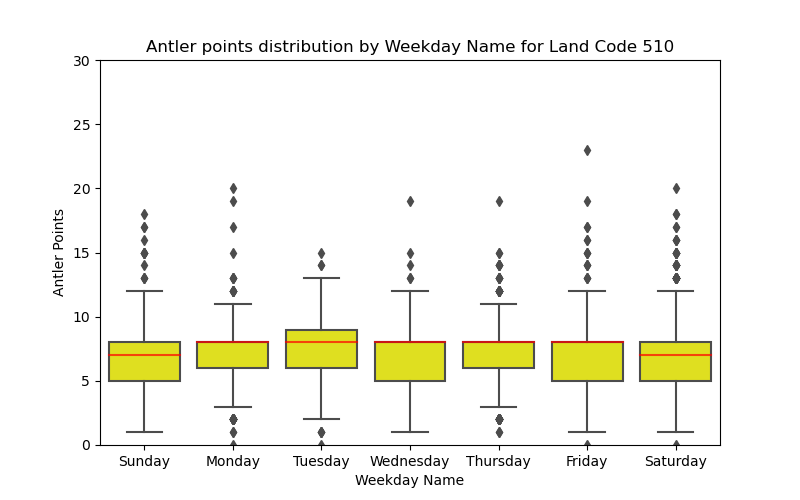 Antler points distribution by Weekday Name for Land Code 510
Antler Points
30
25
20
15
10
5
0
Sunday Monday Tuesday Wednesday Thursday Friday Saturday
Weekday Name